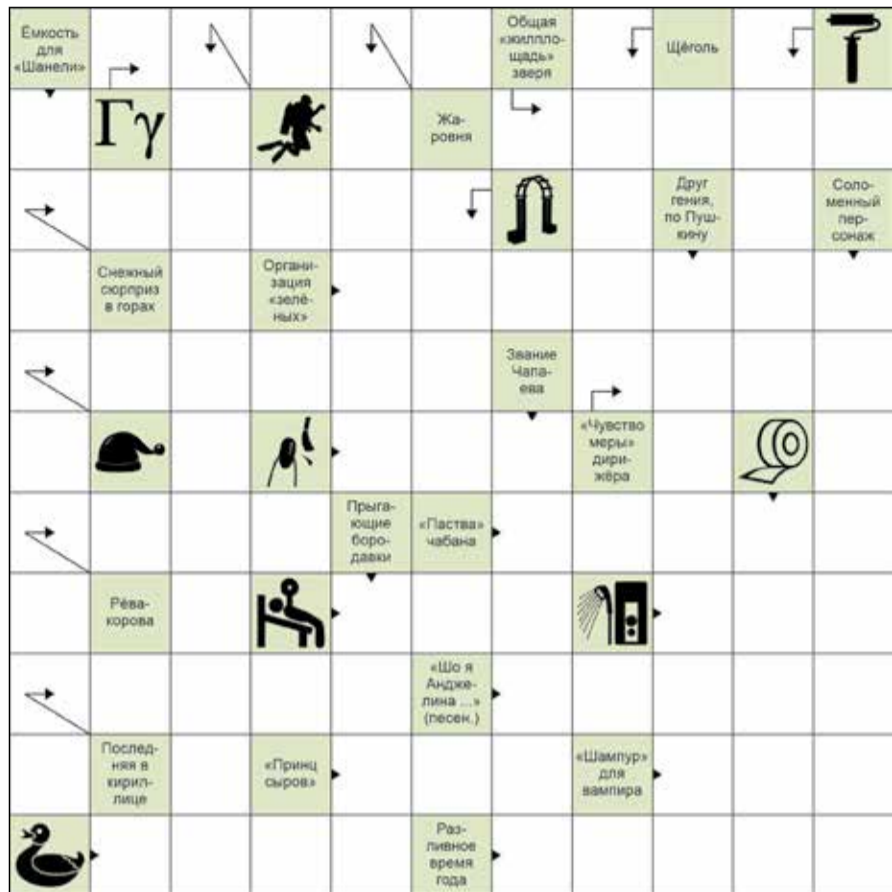 Ёмкость
для
«Шанели»
Общая
«жилпло-
щадь»
зверя
Щёголь
Γγ
Жа-
ровня
Друг
гения,
по Пуш-
кину
Соло-
менный
пер-
сонаж
Снежный
сюрприз
в горах
Органи-
зация
«зелё-
ных»
Звание
Чапа-
ева
«Чувство
меры»
дири-
жёра
Прыга-
ющие
боро-
давки
«Паства»
чабана
Рёва-
корова
«Шо я
Андже-
лина ...»
(песен.)
Послед-
няя в
кирил-
лице
«Принц
сыров»
«Шампур»
для
вампира
Раз-
ливное
время
года